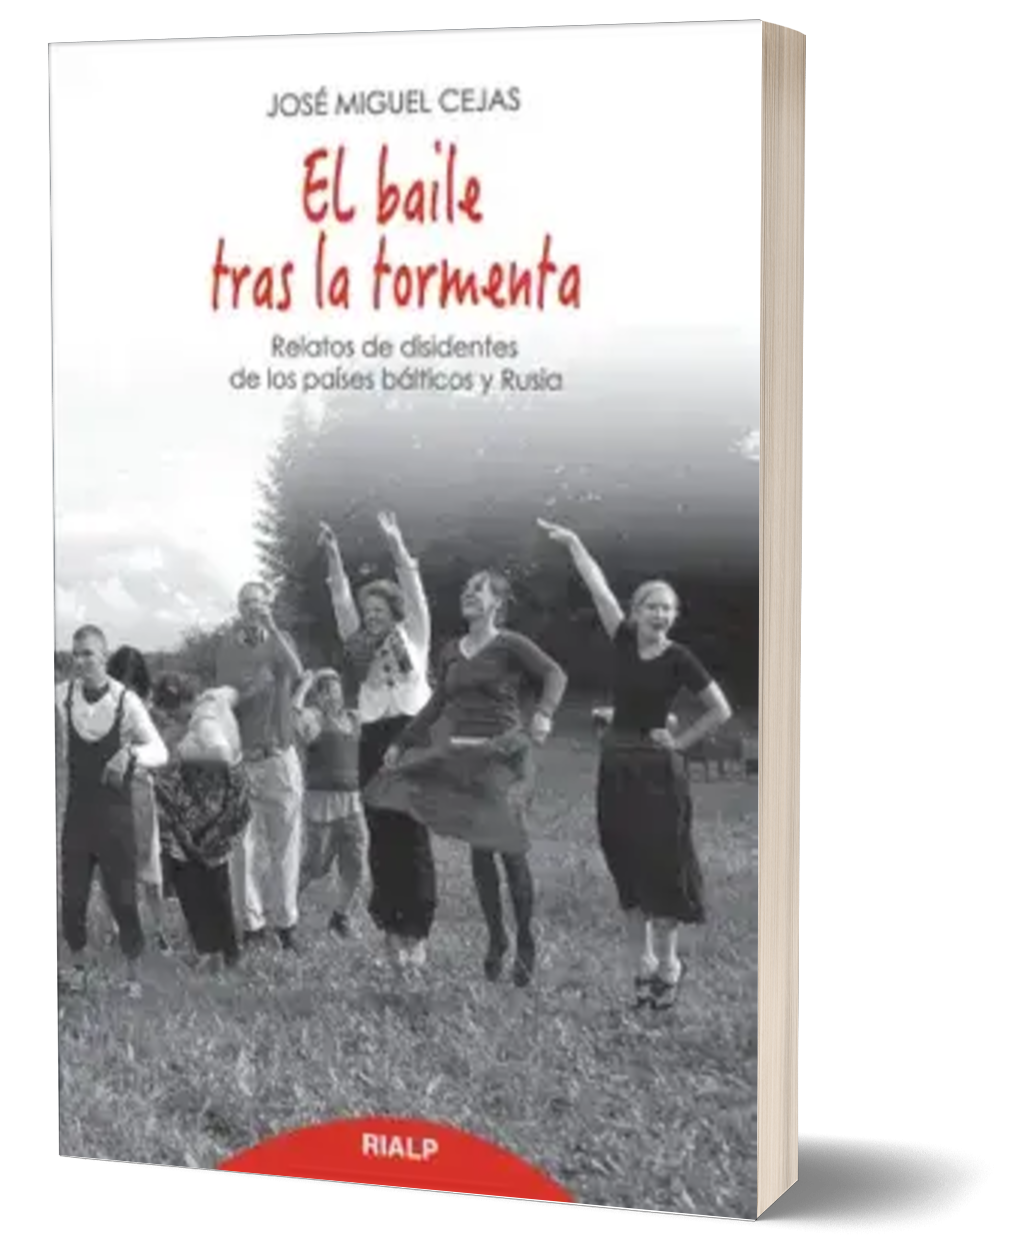 JOSÉ MIGUEL CEJAS
El baile
tras la tormenta
Relatos de disidentes
de los países bálticos y Rusia
RIALP